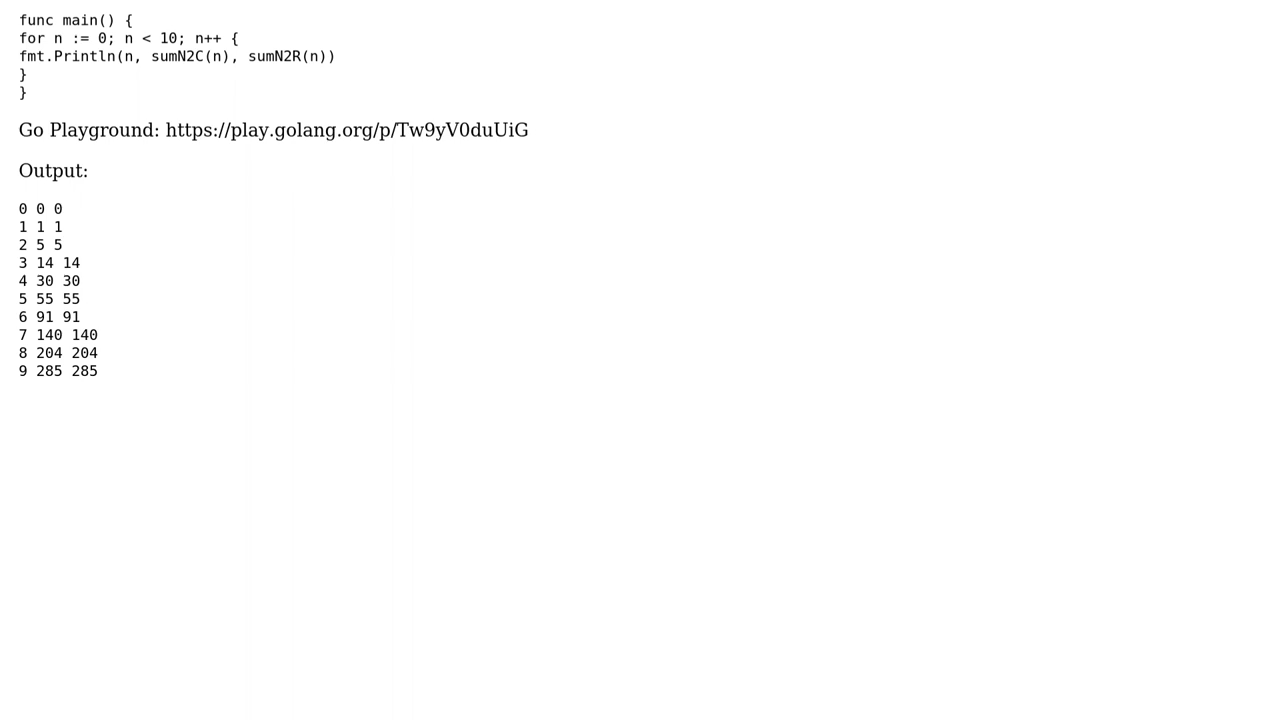 func main() {
for n := 0; n < 10; n++ {
fmt.Println(n, sumN2C(n), sumN2R(n))
}
}
Go Playground: https://play.golang.org/p/Tw9yV0duUiG
Output:
0 0 0
1 1 1
2 5 5
3 14 14
4 30 30
5 55 55
6 91 91
7 140 140
8 204 204
9 285 285